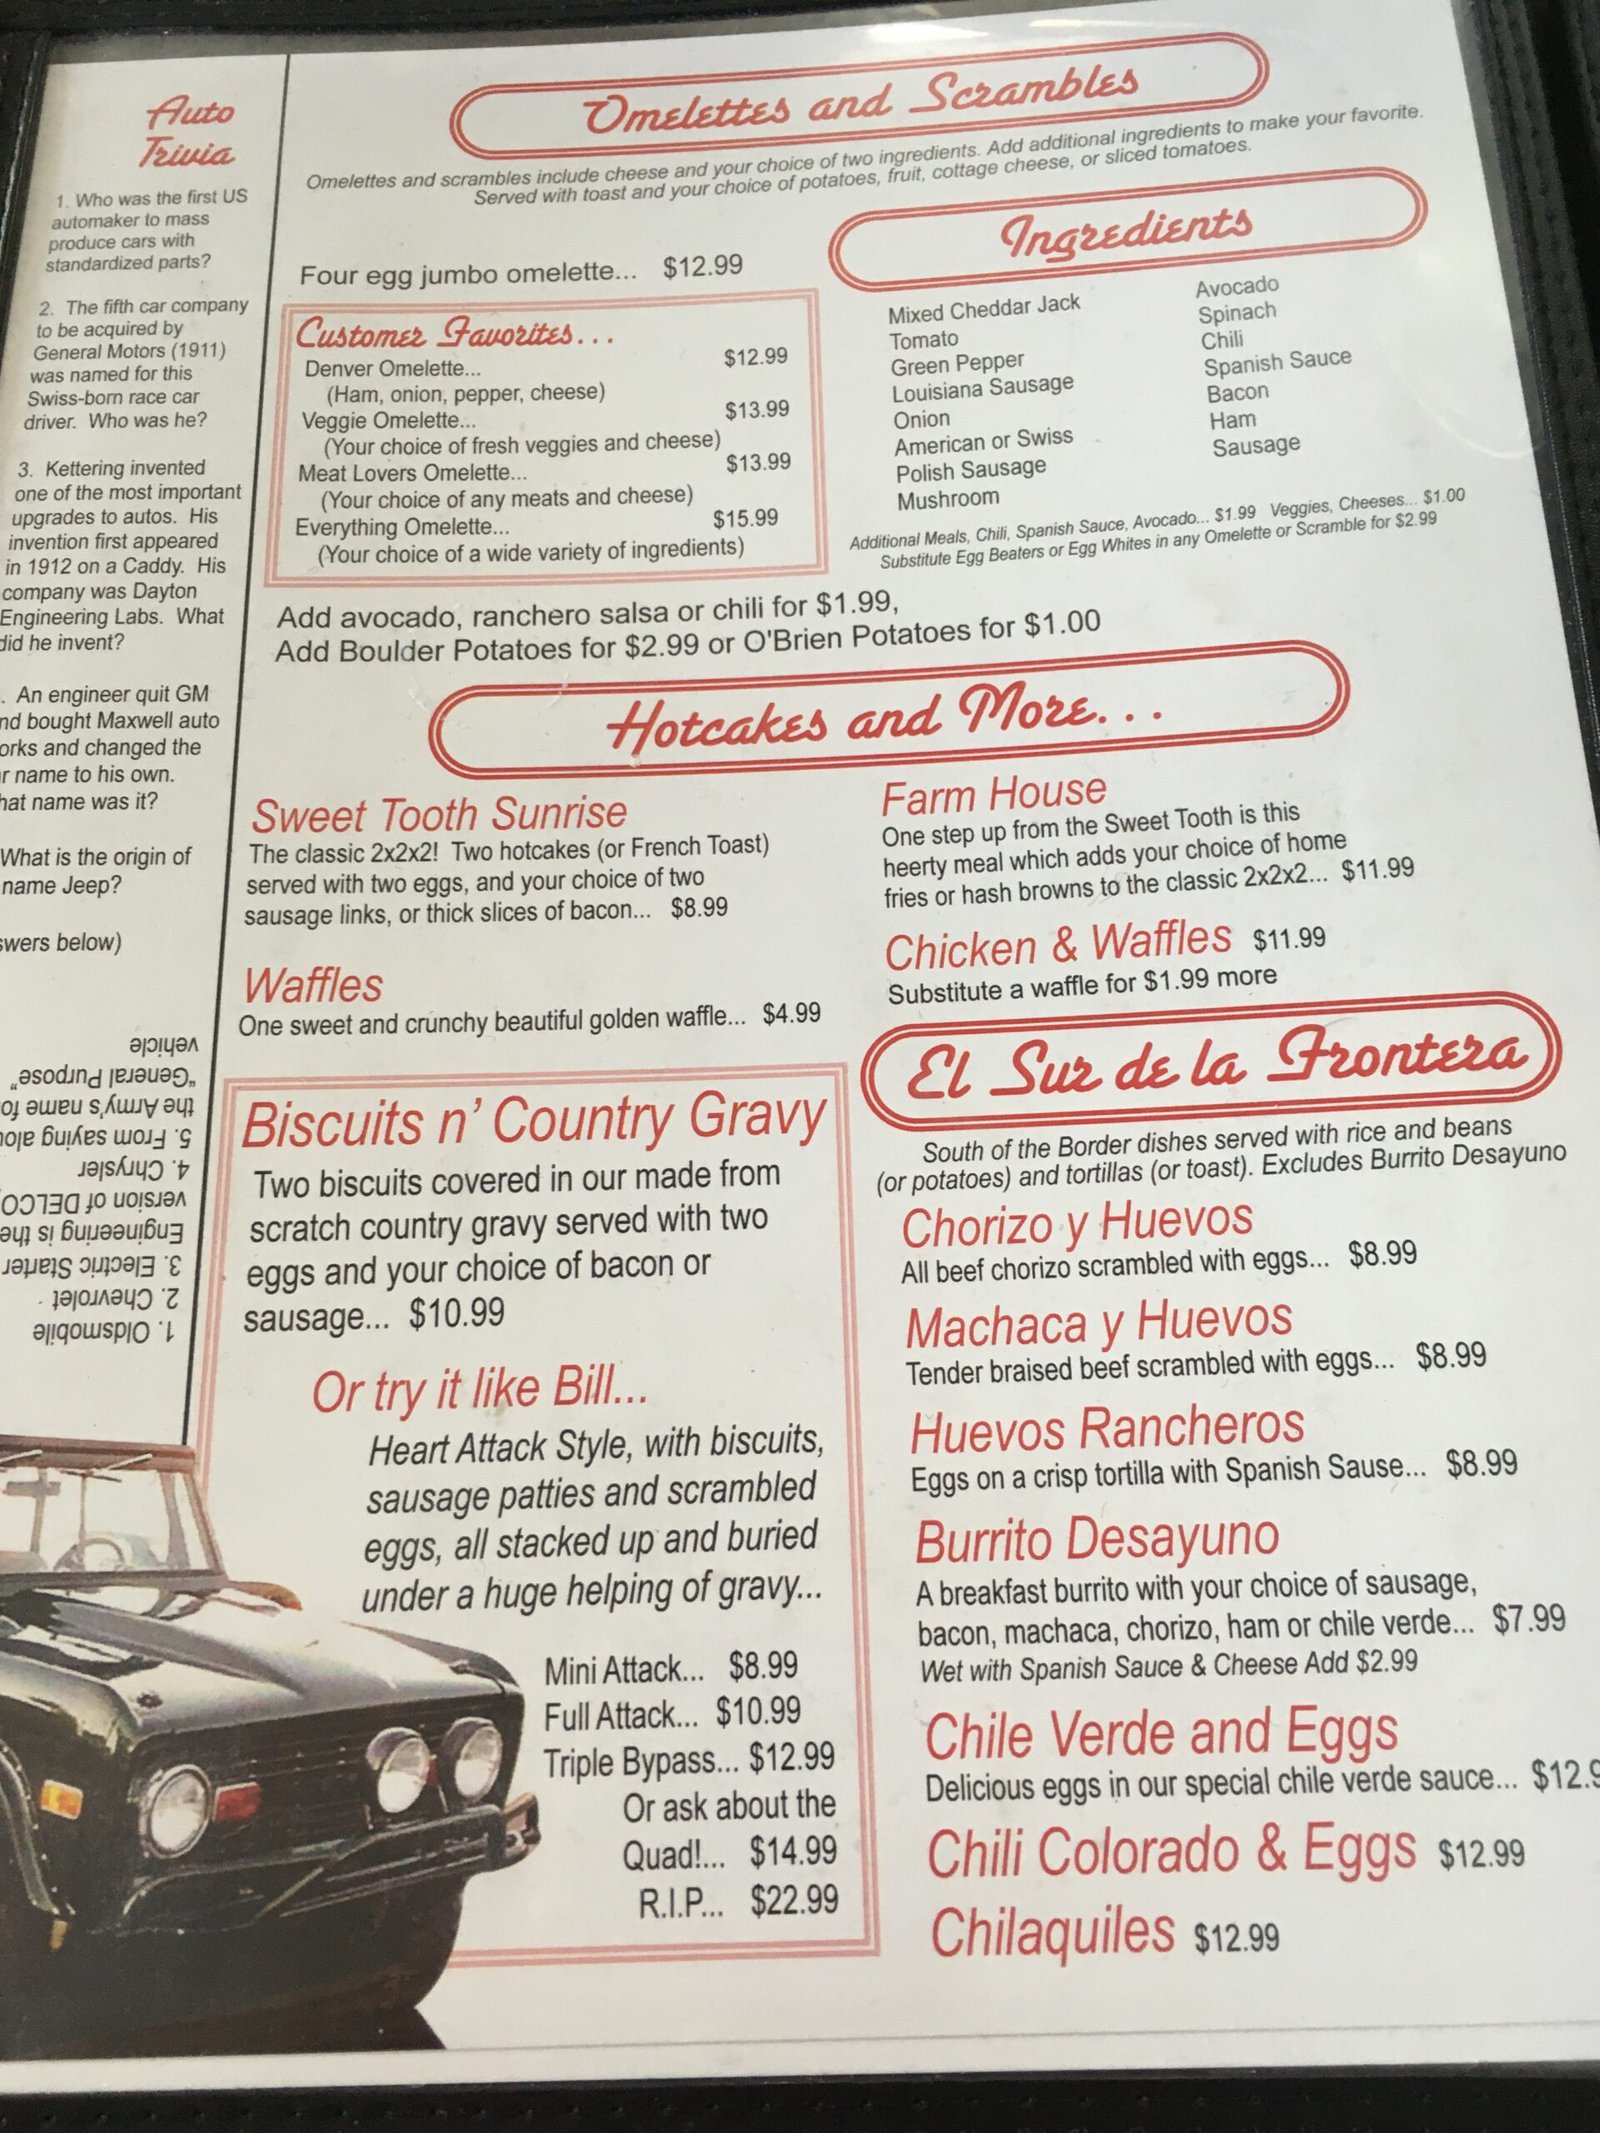 Auto
Trivia
1. Who was the first US
automaker to mass
produce cars with
standardized parts?
2. The fifth car company
to be acquired by
General Motors (1911)
was named for this
Swiss-born race car
driver. Who was he?
3. Kettering invented
one of the most important
upgrades to autos. His
invention first appeared
in 1912 on a Caddy. His
company was Dayton
Engineering Labs. What
did he invent?
. An engineer quit GM
nd bought Maxwell auto
orks and changed the
r name to his own.
hat name was it?
What is the origin of
name Jeep?
swers below)
1. Oldsmobile
2. Chevrolet
3. Electric Starter
Engineering is the
version of DELCO
4. Chrysler
5. From saying alou
the Army's name fo
"General Purpose"
vehicle
Omelettes and Scrambles
Omelettes and scrambles include cheese and your choice of two ingredients. Add additional ingredients to make your favorite.
Served with toast and your choice of potatoes, fruit, cottage cheese, or sliced tomatoes.
Four egg jumbo omelette... $12.99
Customer Favorites...
Denver Omelette... $12.99
(Ham, onion, pepper, cheese)
Veggie Omelette... $13.99
(Your choice of fresh veggies and cheese)
Meat Lovers Omelette... $13.99
(Your choice of any meats and cheese)
Everything Omelette... $15.99
(Your choice of a wide variety of ingredients)
Ingredients
Mixed Cheddar Jack
Tomato
Green Pepper
Louisiana Sausage
Onion
American or Swiss
Polish Sausage
Mushroom
Avocado
Spinach
Chili
Spanish Sauce
Bacon
Ham
Sausage
Additional Meals, Chili, Spanish Sauce, Avocado... $1.99 Veggies, Cheeses... $1.00
Substitute Egg Beaters or Egg Whites in any Omelette or Scramble for $2.99
Add avocado, ranchero salsa or chili for $1.99,
Add Boulder Potatoes for $2.99 or O'Brien Potatoes for $1.00
Hotcakes and More...
Sweet Tooth Sunrise
The classic 2x2x2! Two hotcakes (or French Toast)
served with two eggs, and your choice of two
sausage links, or thick slices of bacon... $8.99
Waffles
One sweet and crunchy beautiful golden waffle... $4.99
Farm House
One step up from the Sweet Tooth is this
heerty meal which adds your choice of home
fries or hash browns to the classic 2x2x2... $11.99
Chicken & Waffles $11.99
Substitute a waffle for $1.99 more
Biscuits n' Country Gravy
Two biscuits covered in our made from
scratch country gravy served with two
eggs and your choice of bacon or
sausage... $10.99
Or try it like Bill...
Heart Attack Style, with biscuits,
sausage patties and scrambled
eggs, all stacked up and buried
under a huge helping of gravy...
Mini Attack... $8.99
Full Attack... $10.99
Triple Bypass... $12.99
Or ask about the
Quad!... $14.99
R.I.P... $22.99
El Sur de la Frontera
South of the Border dishes served with rice and beans
(or potatoes) and tortillas (or toast). Excludes Burrito Desayuno
Chorizo y Huevos
All beef chorizo scrambled with eggs... $8.99
Machaca y Huevos
Tender braised beef scrambled with eggs... $8.99
Huevos Rancheros
Eggs on a crisp tortilla with Spanish Sause... $8.99
Burrito Desayuno
A breakfast burrito with your choice of sausage,
bacon, machaca, chorizo, ham or chile verde... $7.99
Wet with Spanish Sauce & Cheese Add $2.99
Chile Verde and Eggs
Delicious eggs in our special chile verde sauce... $12.9
Chili Colorado & Eggs $12.99
Chilaquiles $12.99